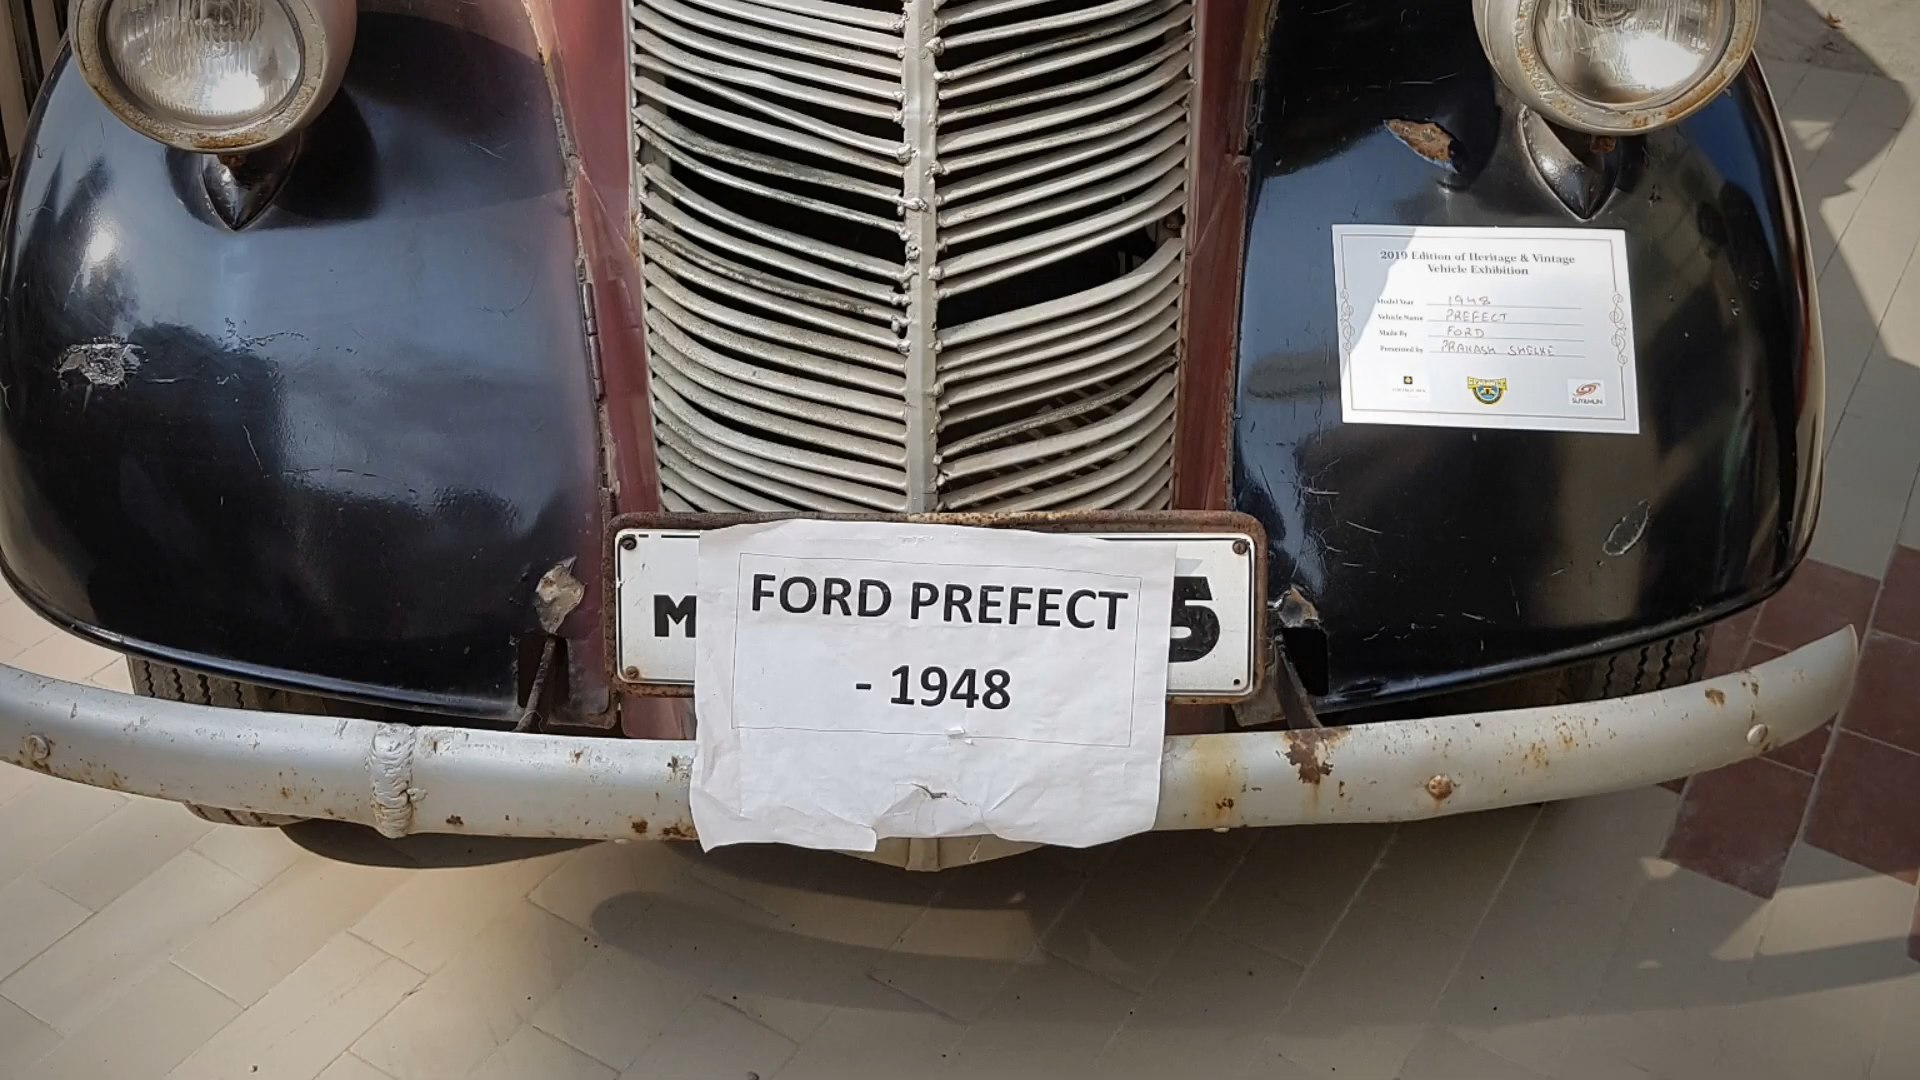 2019 Edition of Heritage & Vintage
Vehicle Exhibition
Model Year 1948
Vehicle Name PREFECT
Made By FORD
Presented by PRAKASH SHELKE
M 5
FORD PREFECT
- 1948